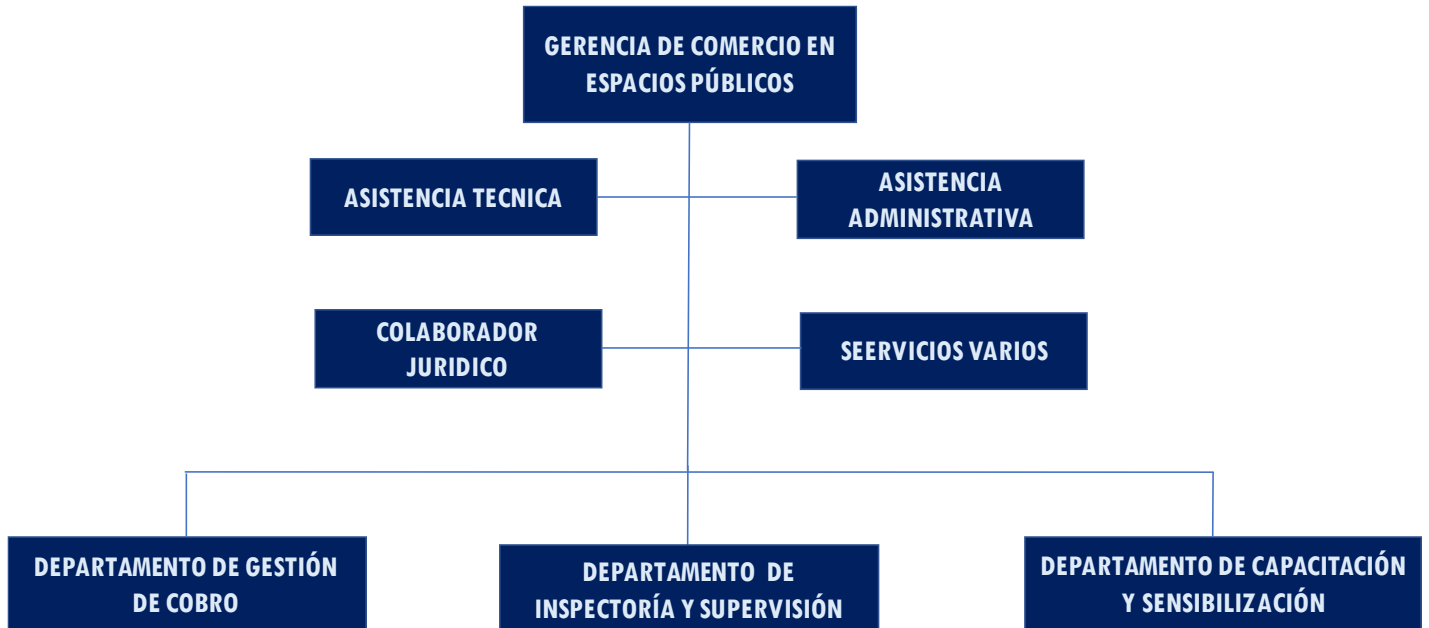 GERENCIA DE COMERCIO EN
ESPACIOS PÚBLICOS
ASISTENCIA TECNICA
ASISTENCIA
ADMINISTRATIVA
COLABORADOR
JURIDICO
SEERVICIOS VARIOS
DEPARTAMENTO DE GESTIÓN
DE COBRO
DEPARTAMENTO DE
INSPECTORÍA Y SUPERVISIÓN
DEPARTAMENTO DE CAPACITACIÓN
Y SENSIBILIZACIÓN